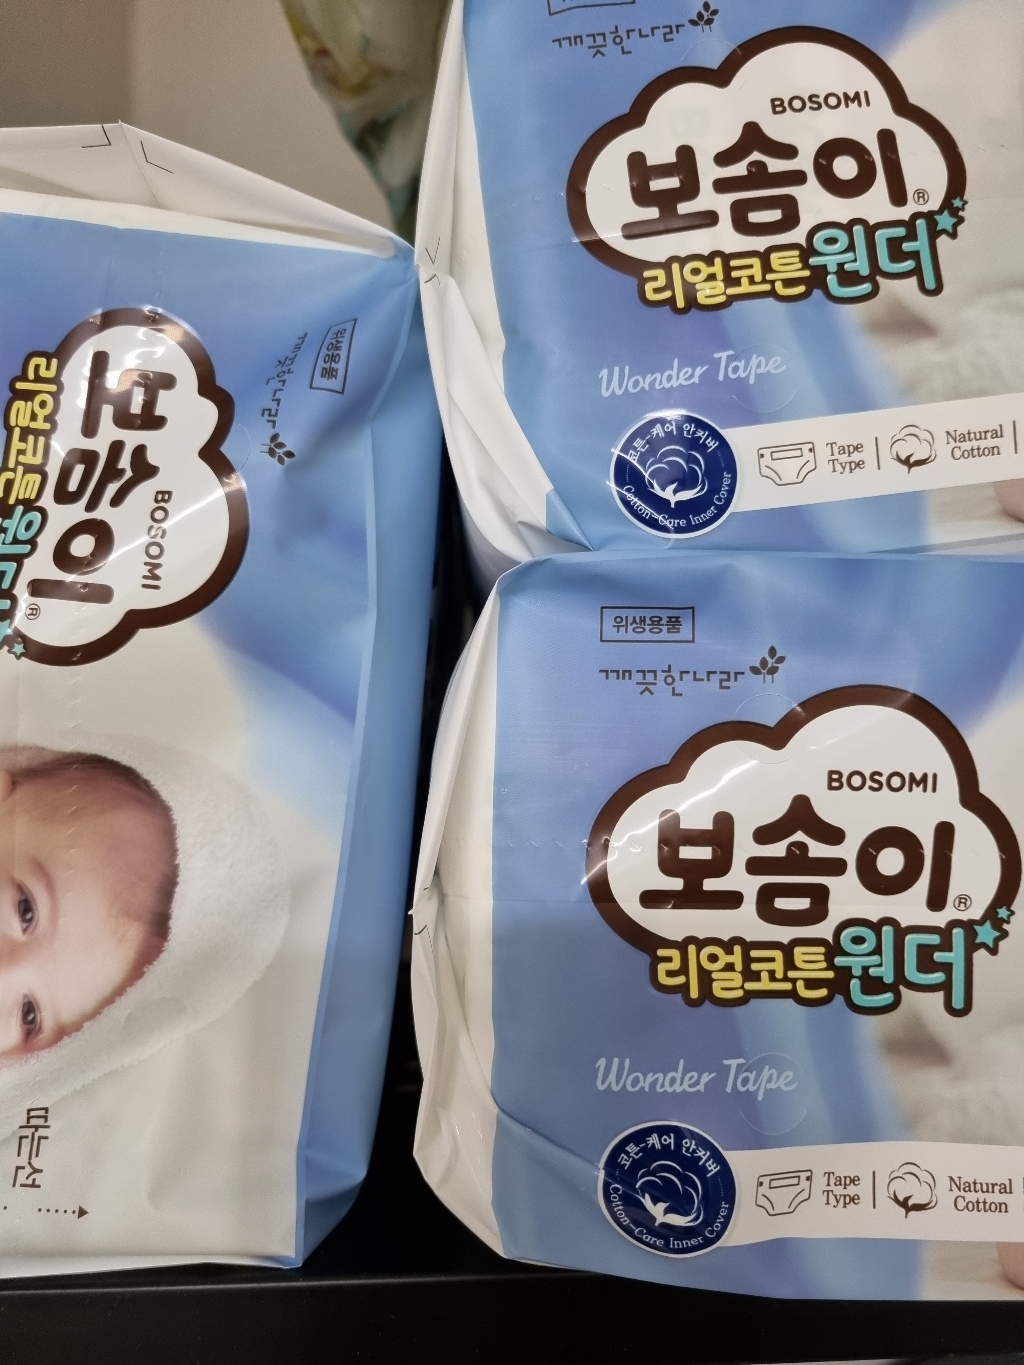 위생용품
깨끗한나라
BOSOMI
보솜이®
리얼코튼 원더
따는선
깨끗한나라
BOSOMI
보솜이®
리얼코튼 원더
Wonder Tape
코튼-케어 안커버
Cotton-Care Inner Cover
Tape Type
Natural Cotton
위생용품
깨끗한나라
BOSOMI
보솜이®
리얼코튼 원더
Wonder Tape
코튼-케어 안커버
Cotton-Care Inner Cover
Tape Type
Natural Cotton